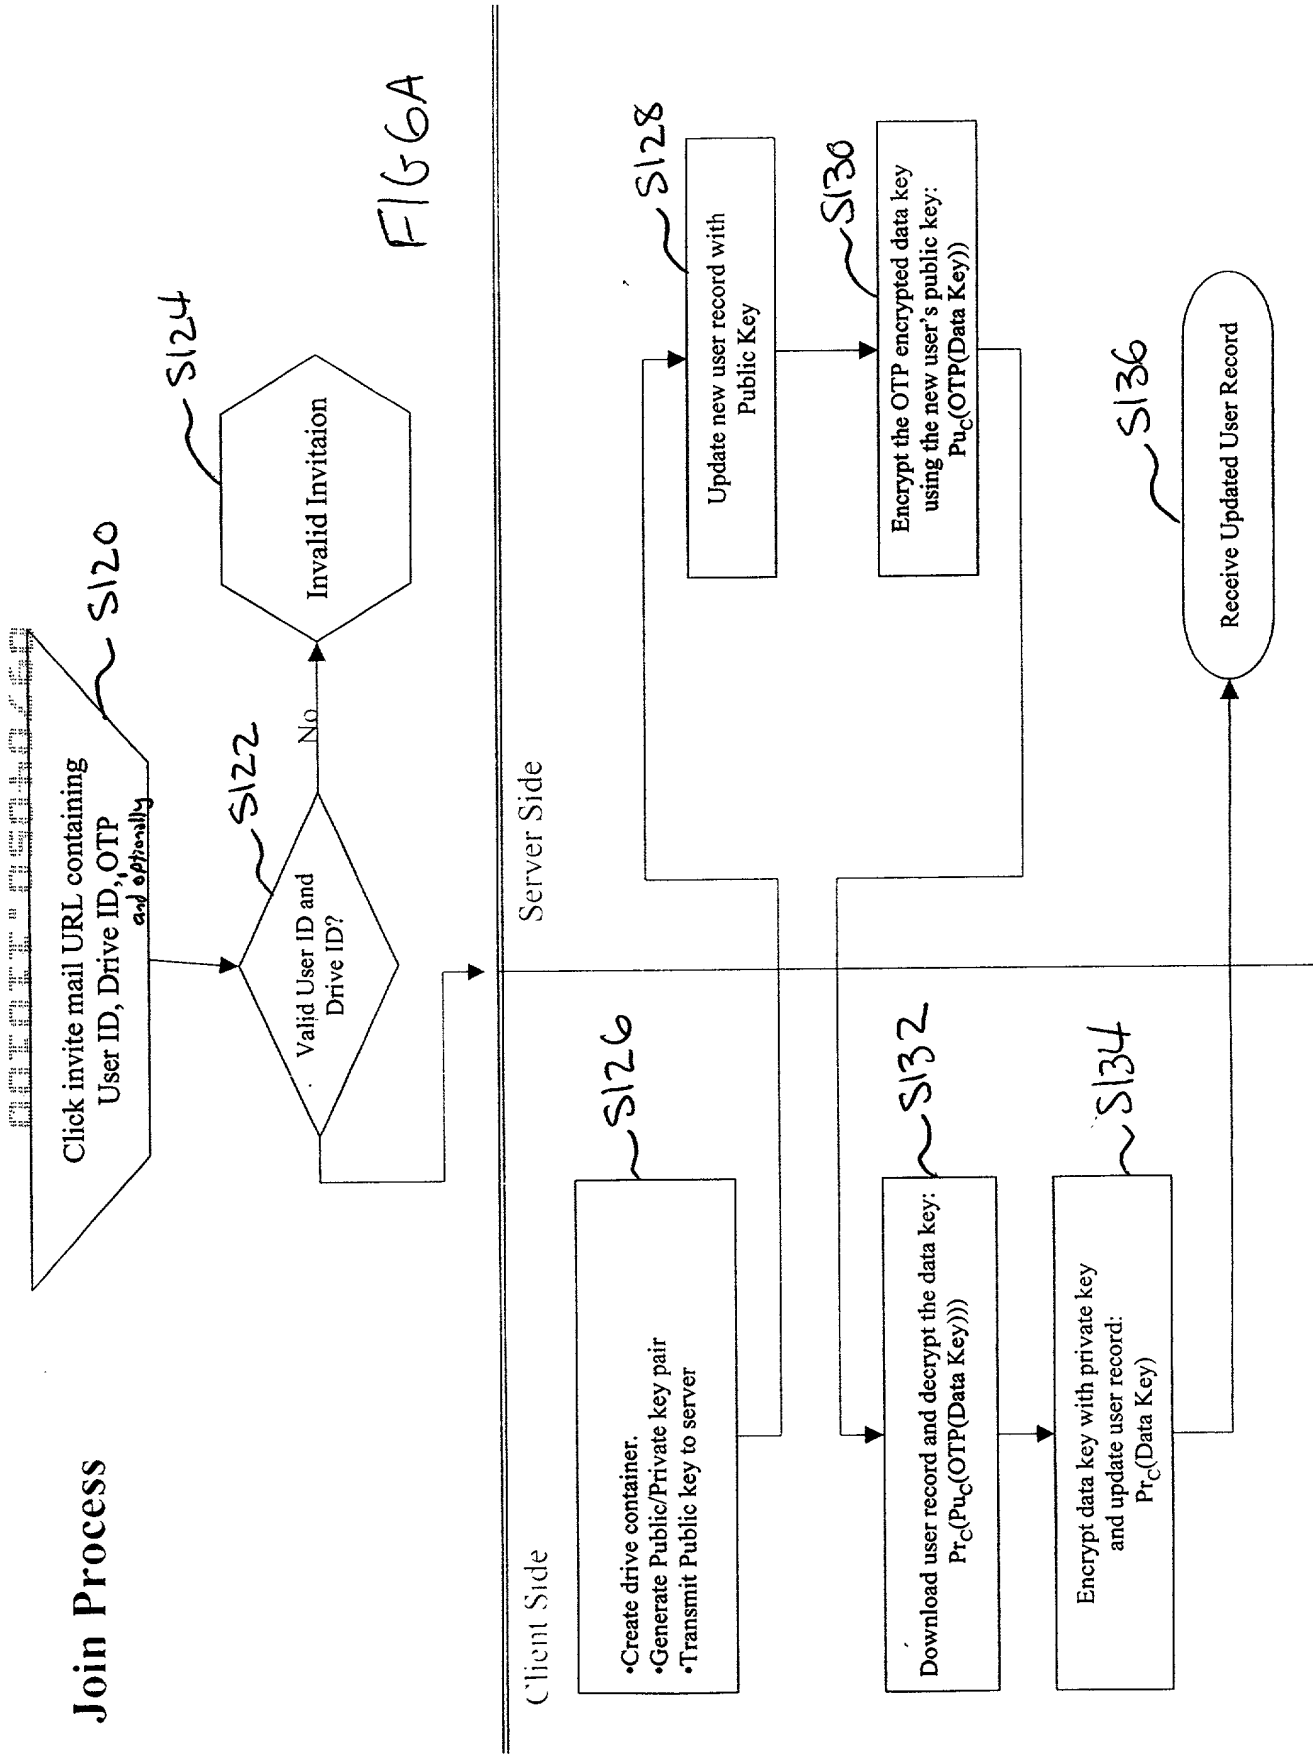 Join Process
Click invite mail URL containing
User ID, Drive ID, OTP
and optionally
S120
Valid User ID and
Drive ID?
S122
No
Invalid Invitaion
S124
FIG 6A
Client Side
Server Side
•Create drive container.
•Generate Public/Private key pair
•Transmit Public key to server
S126
Update new user record with
Public Key
S128
Encrypt the OTP encrypted data key
using the new user's public key:
PuC(OTP(Data Key))
S130
Download user record and decrypt the data key:
PrC(PuC(OTP(Data Key)))
S132
Encrypt data key with private key
and update user record:
PrC(Data Key)
S134
Receive Updated User Record
S136